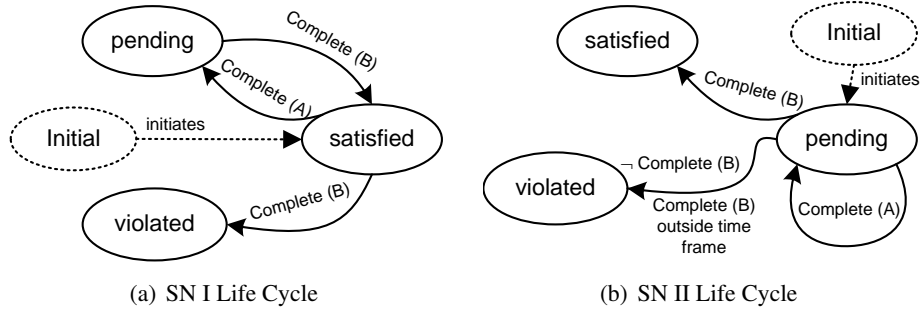 pending
Complete (B)
Complete (A)
Initial
initiates
satisfied
Complete (B)
violated
(a) SN I Life Cycle
satisfied
Initial
initiates
Complete (B)
pending
¬ Complete (B)
violated
Complete (B)
outside time
frame
Complete (A)
(b) SN II Life Cycle